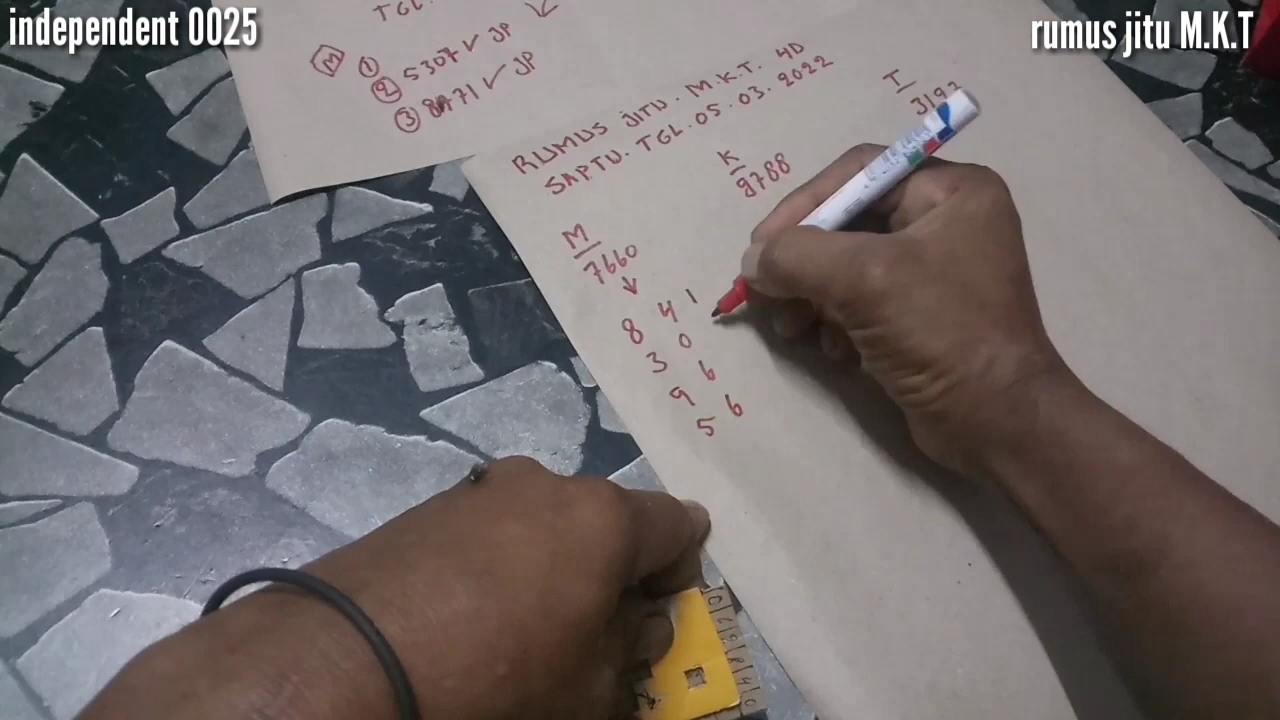 independent 0025
rumus jitu M.K.T
TGL.
M 1
2 5307 ✓ JP
3 8471 ✓ JP
RUMUS JITU. M.K.T. 4D
SAPTU. TGL. 05. 03. 2022
M
7660
K
9788
T
8 4 1
3 0
9 6
5 6